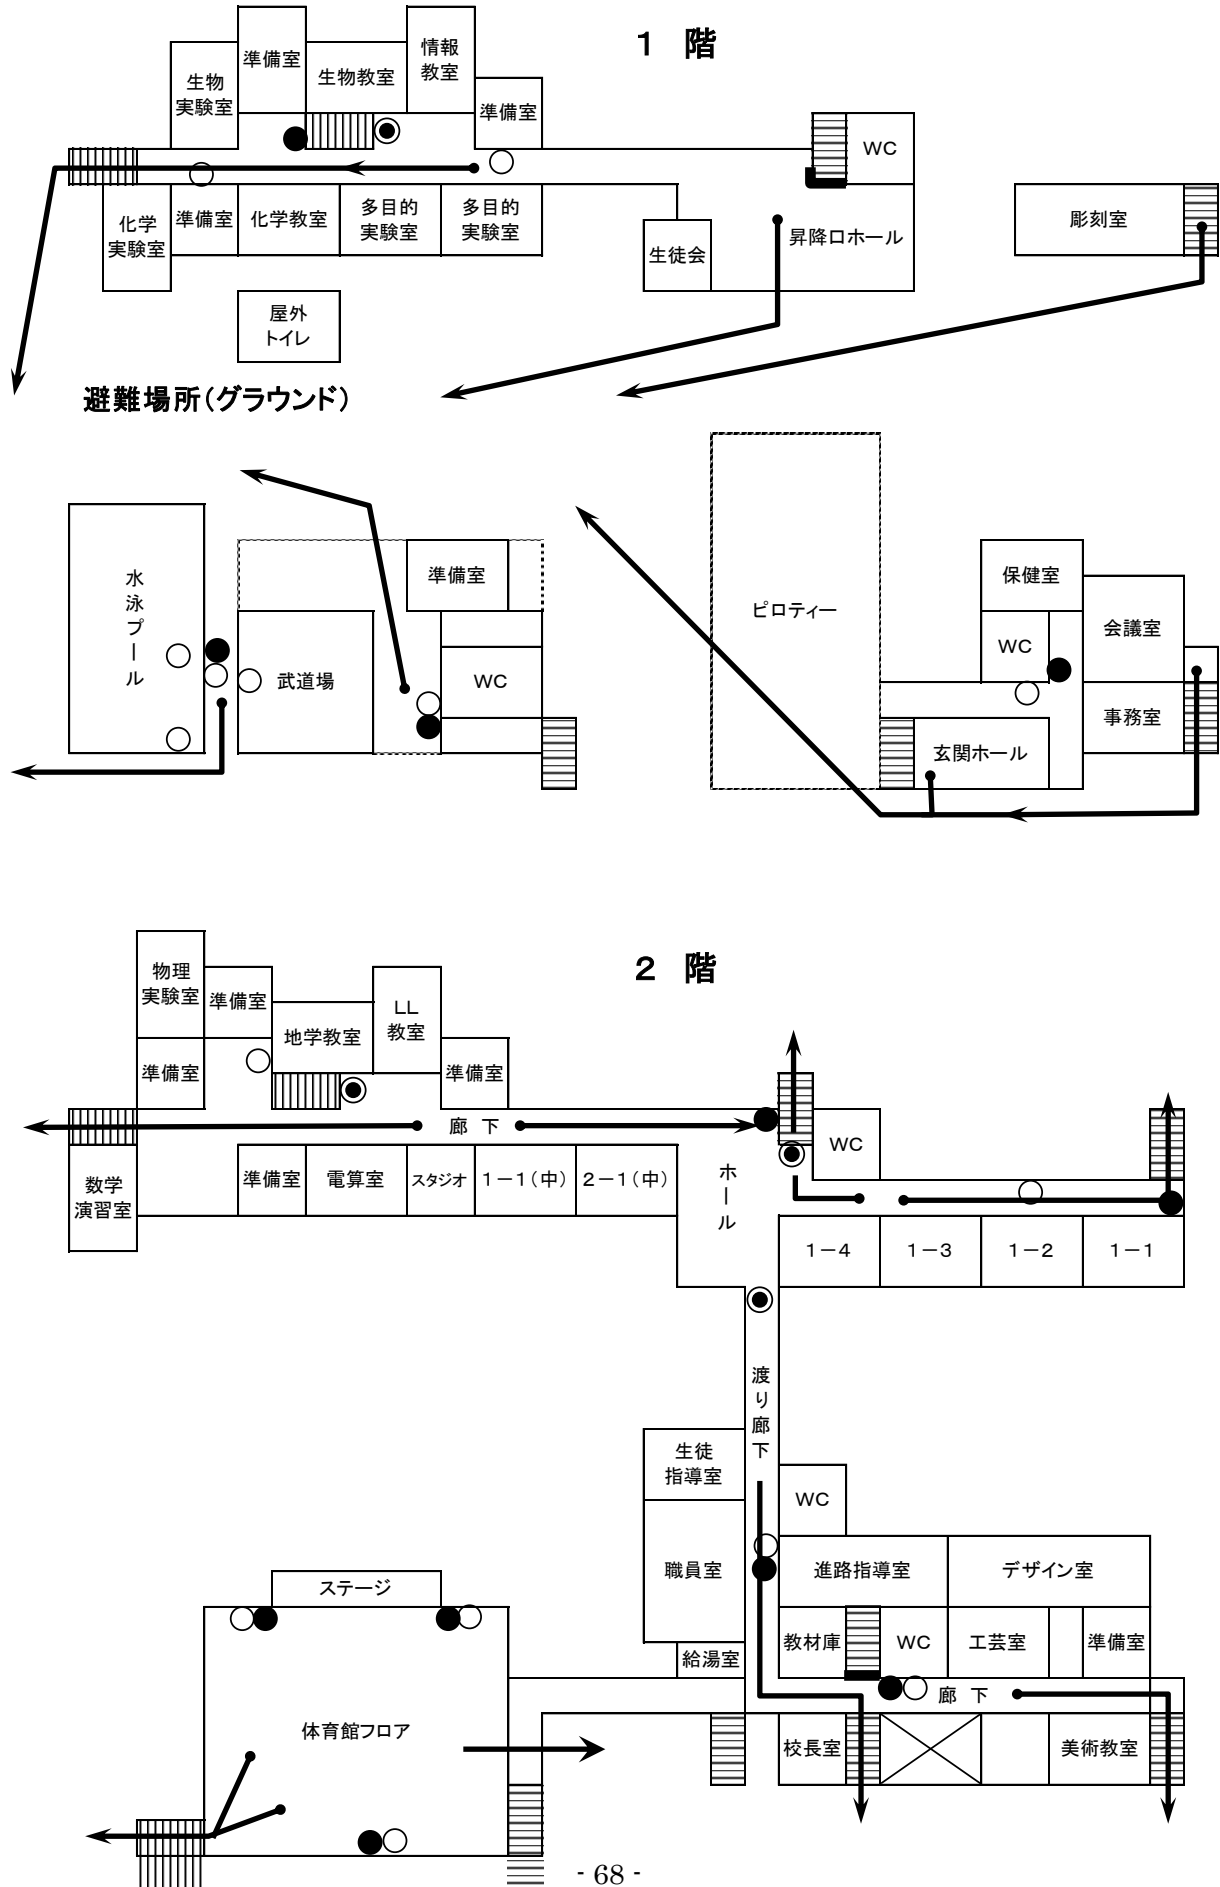 1 階
準備室
情報
教室
生物
実験室
生物教室
準備室
WC
化学
実験室
準備室
化学教室
多目的
実験室
多目的
実験室
生徒会
昇降口ホール
彫刻室
屋外
トイレ
避難場所(グラウンド)
水泳プール
準備室
武道場
WC
ピロティー
保健室
WC
会議室
事務室
玄関ホール
2 階
物理
実験室
準備室
地学教室
LL
教室
準備室
準備室
廊 下
WC
数学
演習室
準備室
電算室
スタジオ
1-1(中)
2-1(中)
ホール
1-4
1-3
1-2
1-1
渡り廊下
生徒
指導室
WC
職員室
進路指導室
デザイン室
ステージ
教材庫
WC
工芸室
準備室
給湯室
廊 下
体育館フロア
校長室
美術教室
- 68 -